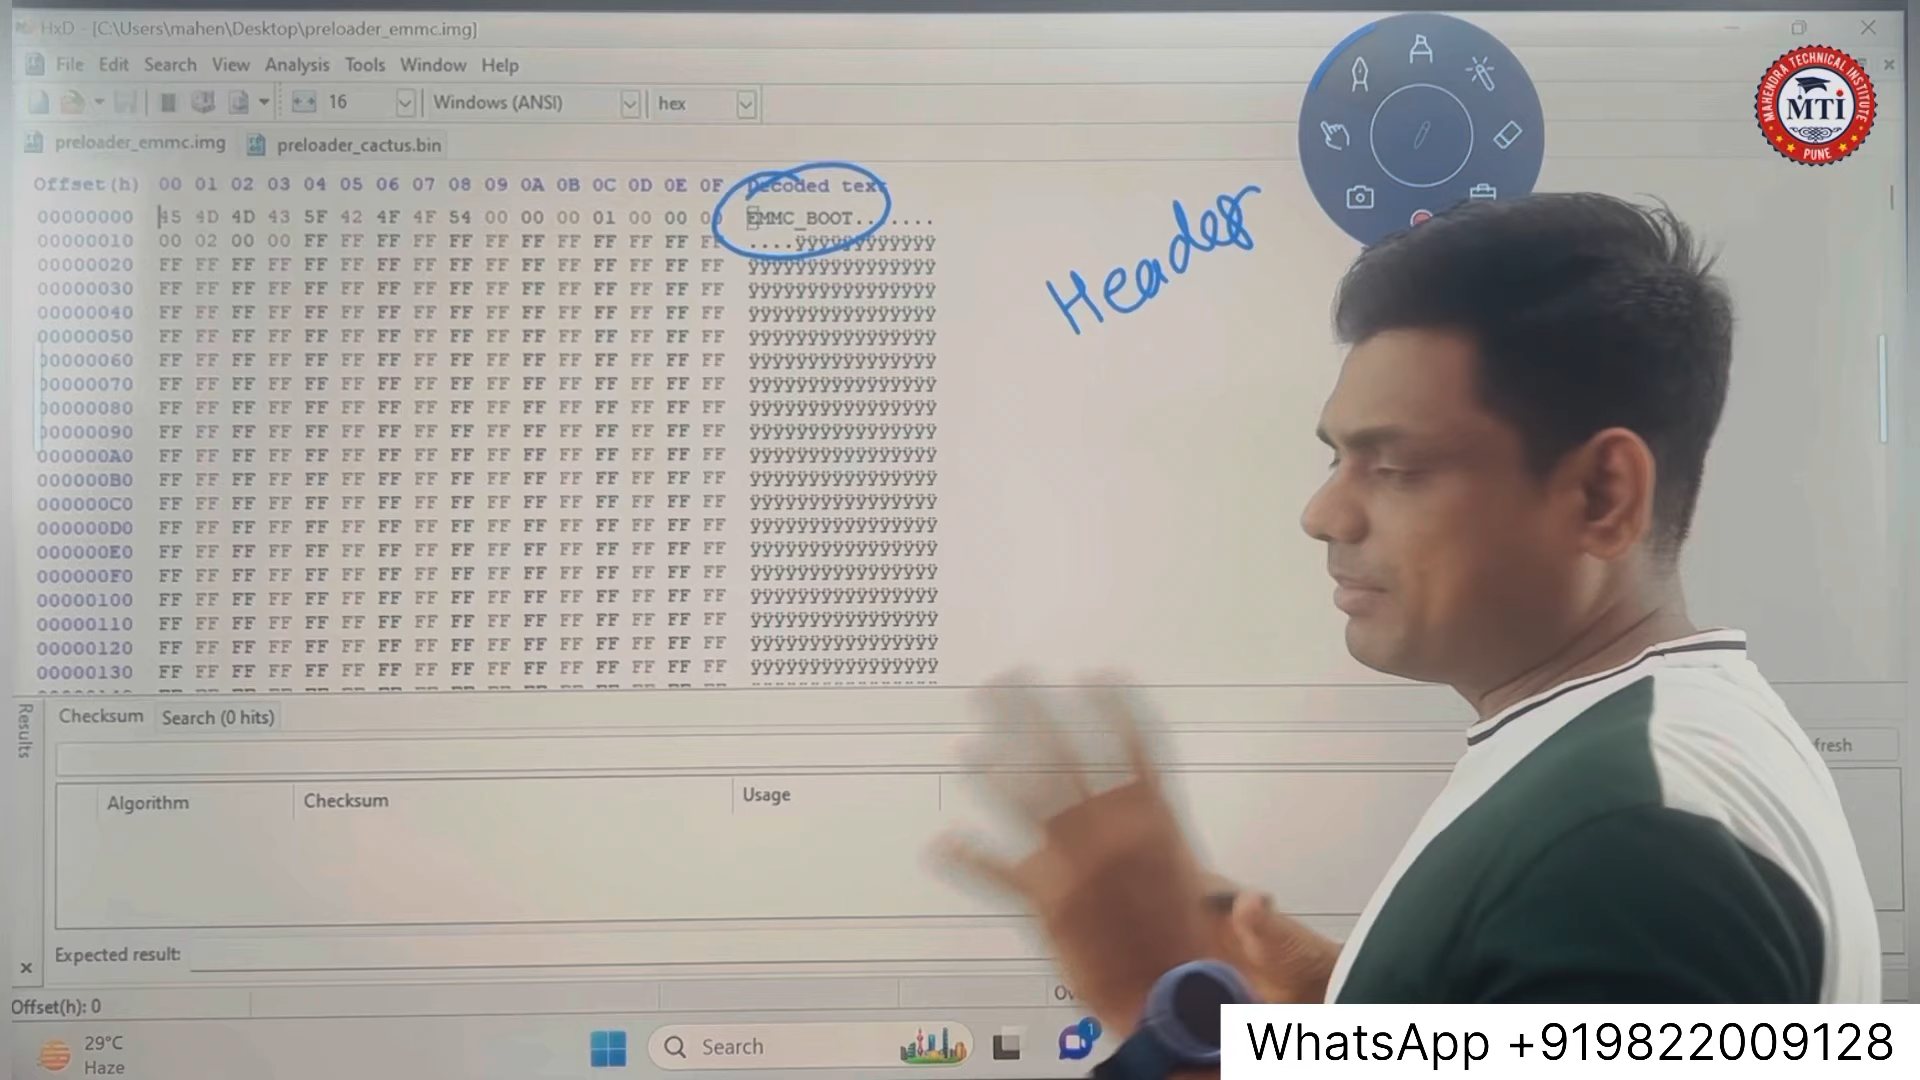 HxD - [C:\Users\mahen\Desktop\preloader_emmc.img]
File Edit Search View Analysis Tools Window Help
16 Windows (ANSI) hex
preloader_emmc.img preloader_cactus.bin
Offset(h) 00 01 02 03 04 05 06 07 08 09 0A 0B 0C 0D 0E 0F Decoded text
00000000 45 4D 4D 43 5F 42 4F 4F 54 00 00 00 01 00 00 00 EMMC_BOOT.......
00000010 00 02 00 00 FF FF FF FF FF FF FF FF FF FF FF FF ....ÿÿÿÿÿÿÿÿÿÿÿÿ
00000020 FF FF FF FF FF FF FF FF FF FF FF FF FF FF FF FF ÿÿÿÿÿÿÿÿÿÿÿÿÿÿÿÿ
00000030 FF FF FF FF FF FF FF FF FF FF FF FF FF FF FF FF ÿÿÿÿÿÿÿÿÿÿÿÿÿÿÿÿ
00000040 FF FF FF FF FF FF FF FF FF FF FF FF FF FF FF FF ÿÿÿÿÿÿÿÿÿÿÿÿÿÿÿÿ
00000050 FF FF FF FF FF FF FF FF FF FF FF FF FF FF FF FF ÿÿÿÿÿÿÿÿÿÿÿÿÿÿÿÿ
00000060 FF FF FF FF FF FF FF FF FF FF FF FF FF FF FF FF ÿÿÿÿÿÿÿÿÿÿÿÿÿÿÿÿ
00000070 FF FF FF FF FF FF FF FF FF FF FF FF FF FF FF FF ÿÿÿÿÿÿÿÿÿÿÿÿÿÿÿÿ
00000080 FF FF FF FF FF FF FF FF FF FF FF FF FF FF FF FF ÿÿÿÿÿÿÿÿÿÿÿÿÿÿÿÿ
00000090 FF FF FF FF FF FF FF FF FF FF FF FF FF FF FF FF ÿÿÿÿÿÿÿÿÿÿÿÿÿÿÿÿ
000000A0 FF FF FF FF FF FF FF FF FF FF FF FF FF FF FF FF ÿÿÿÿÿÿÿÿÿÿÿÿÿÿÿÿ
000000B0 FF FF FF FF FF FF FF FF FF FF FF FF FF FF FF FF ÿÿÿÿÿÿÿÿÿÿÿÿÿÿÿÿ
000000C0 FF FF FF FF FF FF FF FF FF FF FF FF FF FF FF FF ÿÿÿÿÿÿÿÿÿÿÿÿÿÿÿÿ
000000D0 FF FF FF FF FF FF FF FF FF FF FF FF FF FF FF FF ÿÿÿÿÿÿÿÿÿÿÿÿÿÿÿÿ
000000E0 FF FF FF FF FF FF FF FF FF FF FF FF FF FF FF FF ÿÿÿÿÿÿÿÿÿÿÿÿÿÿÿÿ
000000F0 FF FF FF FF FF FF FF FF FF FF FF FF FF FF FF FF ÿÿÿÿÿÿÿÿÿÿÿÿÿÿÿÿ
00000100 FF FF FF FF FF FF FF FF FF FF FF FF FF FF FF FF ÿÿÿÿÿÿÿÿÿÿÿÿÿÿÿÿ
00000110 FF FF FF FF FF FF FF FF FF FF FF FF FF FF FF FF ÿÿÿÿÿÿÿÿÿÿÿÿÿÿÿÿ
00000120 FF FF FF FF FF FF FF FF FF FF FF FF FF FF FF FF ÿÿÿÿÿÿÿÿÿÿÿÿÿÿÿÿ
00000130 FF FF FF FF FF FF FF FF FF FF FF FF FF FF FF FF ÿÿÿÿÿÿÿÿÿÿÿÿÿÿÿÿ
Header
MAHENDRA TECHNICAL INSTITUTE
MTI
PUNE
Results
Checksum Search (0 hits)
fresh
Algorithm Checksum Usage
Expected result:
Offset(h): 0
29°C
Haze
Search
1
WhatsApp +919822009128